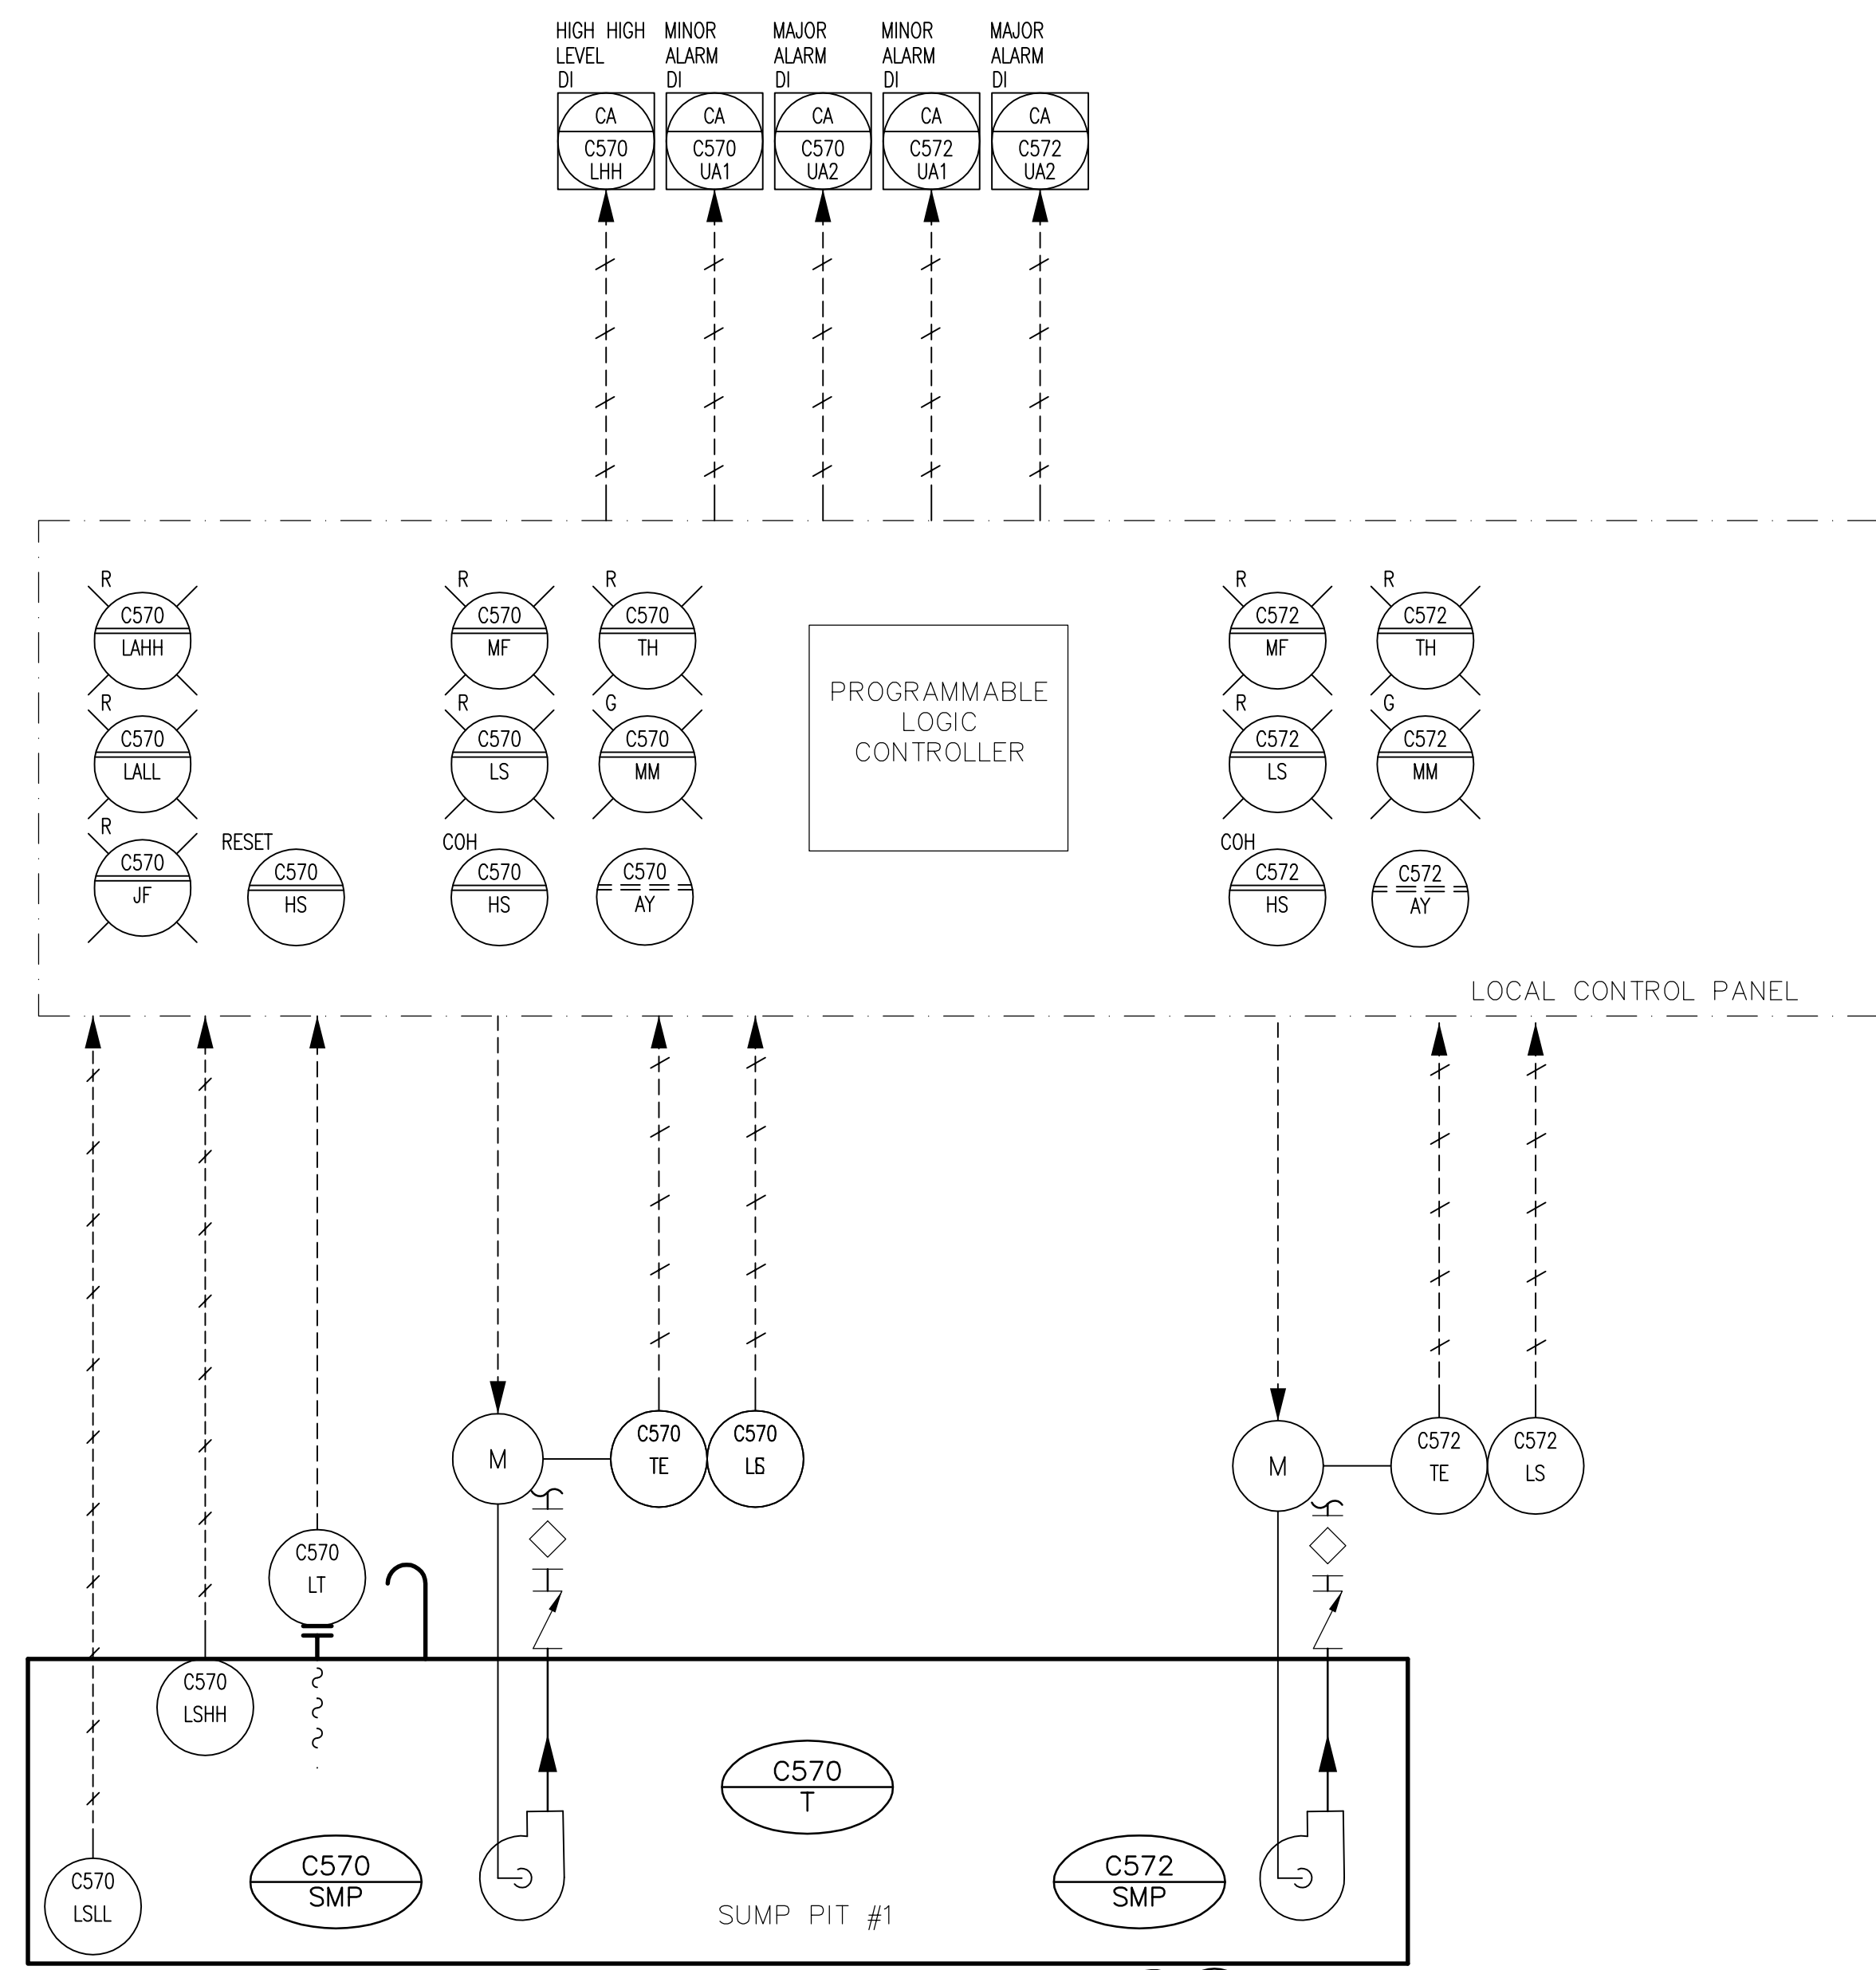 HIGH HIGH
LEVEL
DI
MINOR
ALARM
DI
MAJOR
ALARM
DI
MINOR
ALARM
DI
MAJOR
ALARM
DI
CA
C570
LHH
CA
C570
UA1
CA
C570
UA2
CA
C572
UA1
CA
C572
UA2
R
C570
LAHH
R
C570
MF
R
C570
TH
R
C572
MF
R
C572
TH
PROGRAMMABLE
LOGIC
CONTROLLER
R
C570
LALL
R
C570
LS
G
C570
MM
R
C572
LS
G
C572
MM
R
C570
JF
RESET
C570
HS
COH
C570
HS
C570
AY
COH
C572
HS
C572
AY
LOCAL CONTROL PANEL
M
C570
TE
C570
M
C572
TE
C572
LS
C570
LT
C570
LSHH
C570
T
C570
SMP
C572
SMP
C570
LSLL
SUMP PIT #1